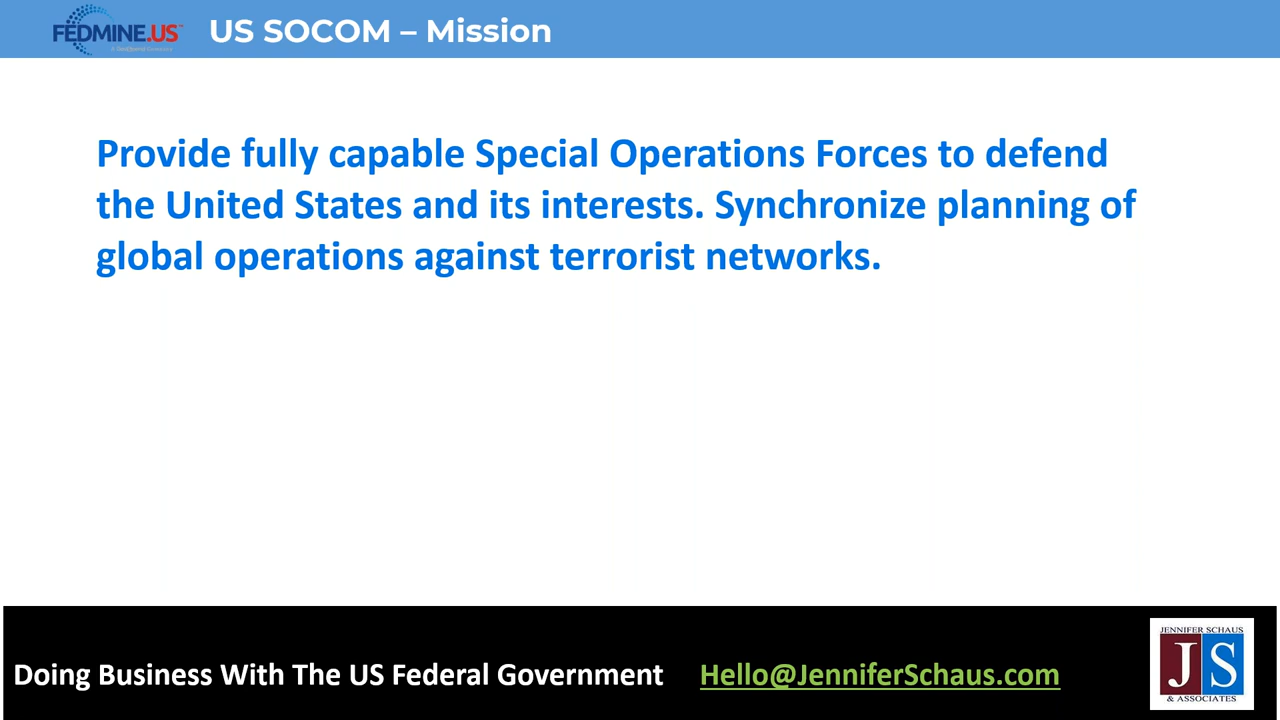 FEDMINE.US™
US SOCOM – Mission
Provide fully capable Special Operations Forces to defend
the United States and its interests. Synchronize planning of
global operations against terrorist networks.
Doing Business With The US Federal Government
Hello@JenniferSchaus.com
JENNIFER SCHAUS
JS
& ASSOCIATES